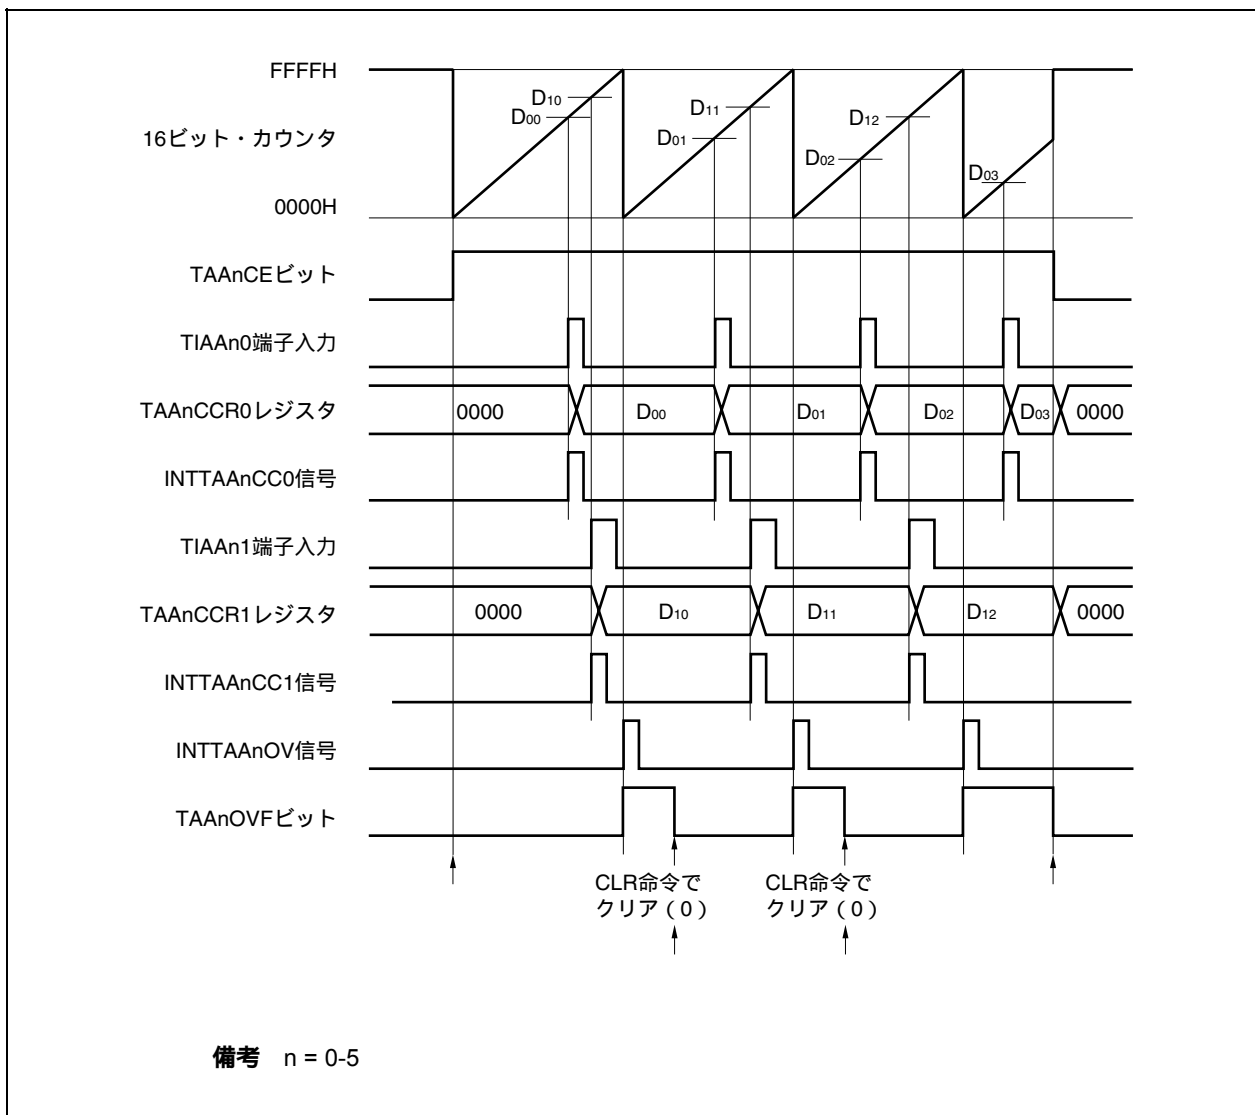 FFFFH
D10
D11
D00
D12
16ビット・カウンタ
D01
D02
D03
0000H
TAAnCEビット
TIAAn0端子入力
TAAnCCR0レジスタ
0000
D00
D01
D02
D03
0000
INTTAAnCC0信号
TIAAn1端子入力
TAAnCCR1レジスタ
0000
D10
D11
D12
0000
INTTAAnCC1信号
INTTAAnOV信号
TAAnOVFビット
CLR命令で
クリア（0）
CLR命令で
クリア（0）
備考 n = 0-5